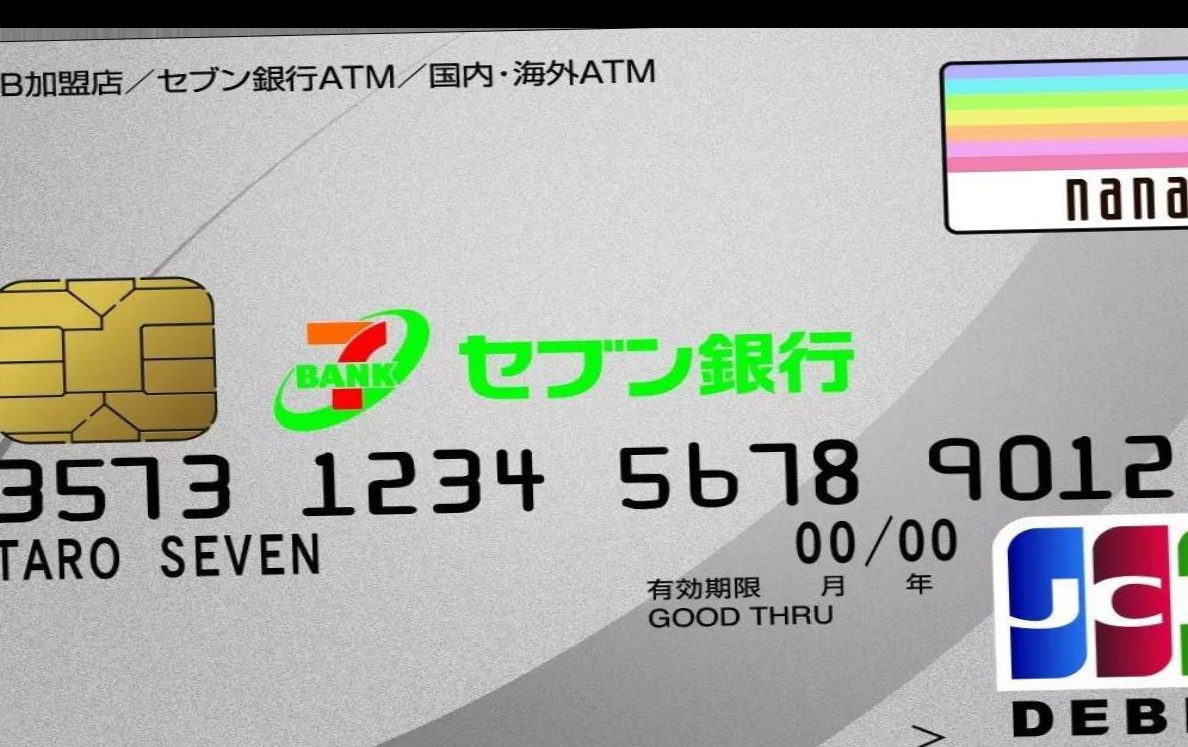 B加盟店／セブン銀行ATM／国内・海外ATM
nana
BANK
セブン銀行
3573 1234 5678 9012
TARO SEVEN
00/00
有効期限 月 年
GOOD THRU
JC
DEB
>